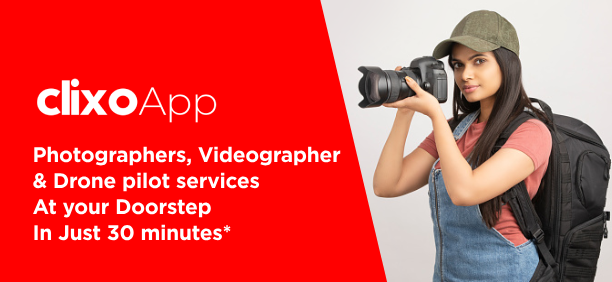 clixoApp
Photographers, Videographer
& Drone pilot services
At your Doorstep
In Just 30 minutes*